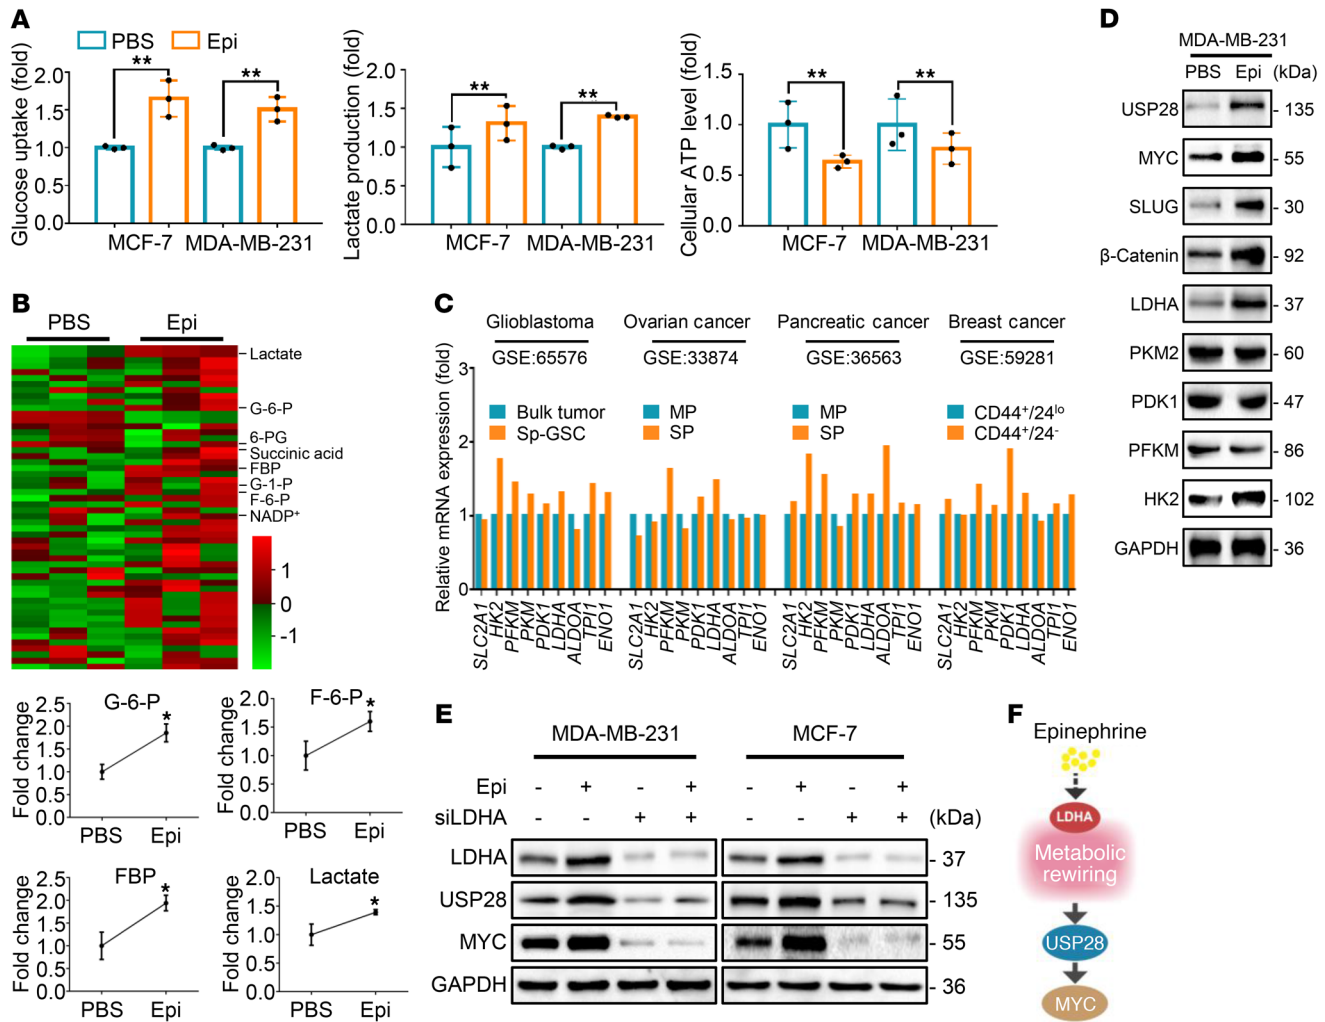 A
PBS
Epi
Glucose uptake (fold)
2.0
1.5
1.0
0.5
0.0
**
**
MCF-7
MDA-MB-231
Lactate production (fold)
2.0
1.5
1.0
0.5
0.0
**
**
MCF-7
MDA-MB-231
Cellular ATP level (fold)
1.5
1.0
0.5
0.0
**
**
MCF-7
MDA-MB-231
B
PBS
Epi
Lactate
G-6-P
6-PG
Succinic acid
FBP
G-1-P
F-6-P
NADP+
1
0
-1
G-6-P
Fold change
2.5
2.0
1.5
1.0
0.5
0.0
*
PBS
Epi
F-6-P
Fold change
2.0
1.5
1.0
0.5
0.0
*
PBS
Epi
FBP
Fold change
2.5
2.0
1.5
1.0
0.5
0.0
*
PBS
Epi
Lactate
Fold change
2.0
1.5
1.0
0.5
0.0
*
PBS
Epi
C
Glioblastoma
GSE:65576
Ovarian cancer
GSE:33874
Pancreatic cancer
GSE:36563
Breast cancer
GSE:59281
Relative mRNA expression (fold)
3
2
1
0
Bulk tumor
Sp-GSC
MP
SP
MP
SP
CD44+/24lo
CD44+/24-
SLC2A1
HK2
PFKM
PKM
PDK1
LDHA
ALDOA
TPI1
ENO1
SLC2A1
HK2
PFKM
PKM
PDK1
LDHA
ALDOA
TPI1
ENO1
SLC2A1
HK2
PFKM
PKM
PDK1
LDHA
ALDOA
TPI1
ENO1
SLC2A1
HK2
PFKM
PKM
PDK1
LDHA
ALDOA
TPI1
ENO1
D
MDA-MB-231
PBS Epi (kDa)
USP28 - 135
MYC - 55
SLUG - 30
β-Catenin - 92
LDHA - 37
PKM2 - 60
PDK1 - 47
PFKM - 86
HK2 - 102
GAPDH - 36
E
MDA-MB-231 MCF-7
Epi - + - + - + - +
siLDHA - - + + - - + + (kDa)
LDHA - 37
USP28 - 135
MYC - 55
GAPDH - 36
F
Epinephrine
LDHA
Metabolic
rewiring
USP28
MYC